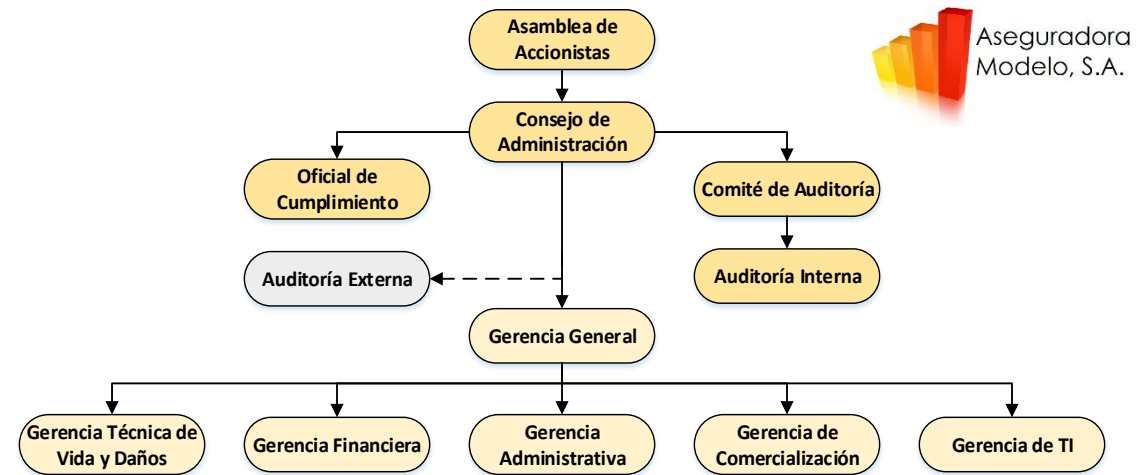 Asamblea de
Accionistas
Aseguradora
Modelo, S.A.
Consejo de
Administración
Oficial de
Cumplimiento
Comité de Auditoría
Auditoría Externa
Auditoría Interna
Gerencia General
Gerencia Técnica de
Vida y Daños
Gerencia Financiera
Gerencia
Administrativa
Gerencia de
Comercialización
Gerencia de TI